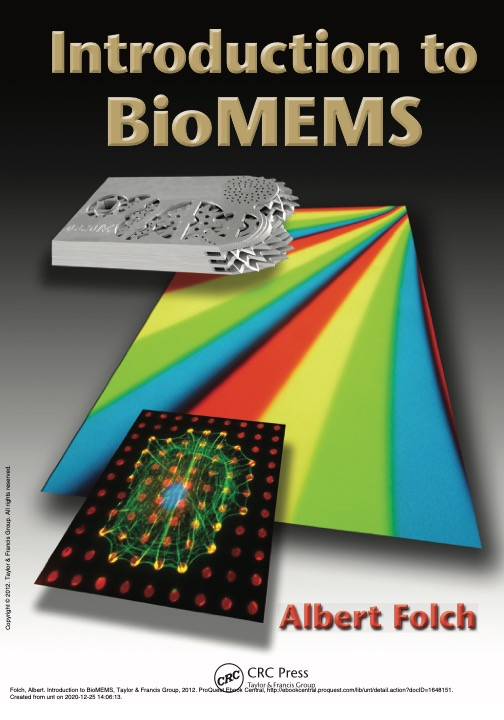 Introduction to
BioMEMS
Albert Folch
CRC
CRC Press
Taylor & Francis Group
Copyright © 2012. Taylor & Francis Group. All rights reserved.
Folch, Albert. Introduction to BioMEMS, Taylor & Francis Group, 2012. ProQuest Ebook Central, http://ebookcentral.proquest.com/lib/unt/detail.action?docID=1648151.
Created from unt on 2020-12-25 14:06:13.